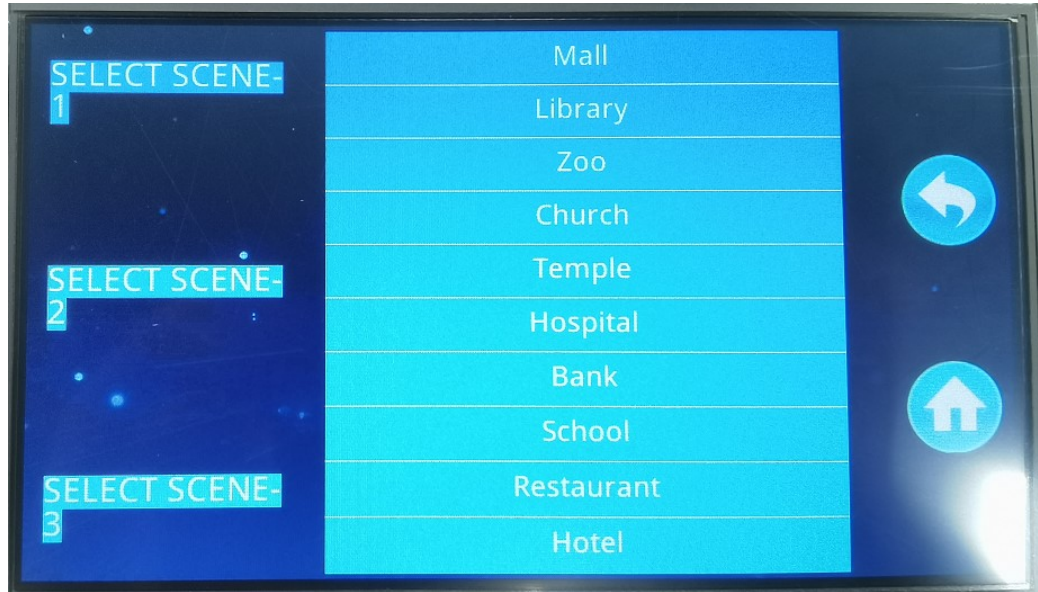 SELECT SCENE-
1
SELECT SCENE-
2
SELECT SCENE-
3
Mall
Library
Zoo
Church
Temple
Hospital
Bank
School
Restaurant
Hotel